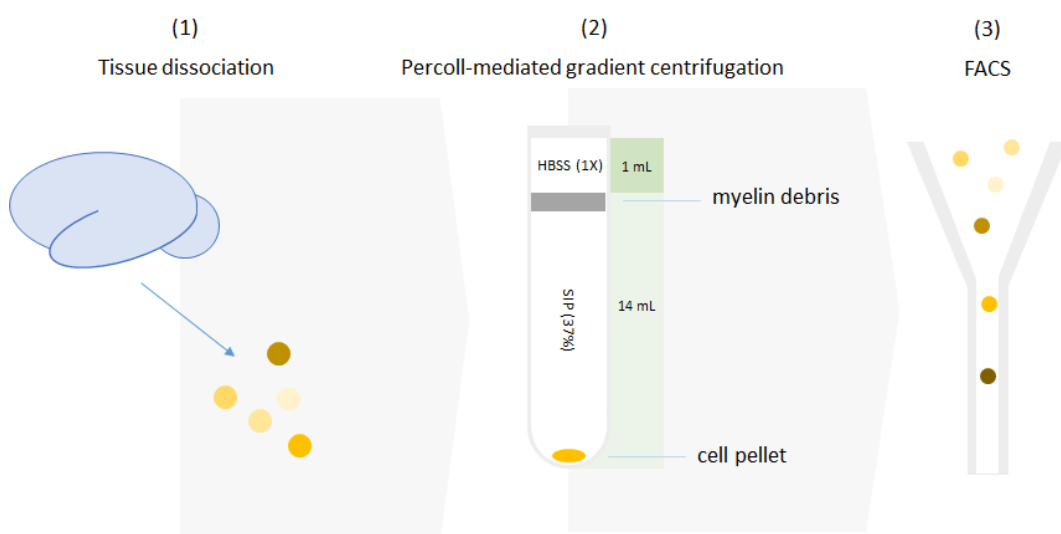 (1)
Tissue dissociation
(2)
Percoll-mediated gradient centrifugation
(3)
FACS
HBSS (1X)
1 mL
myelin debris
SIP (37%)
14 mL
cell pellet